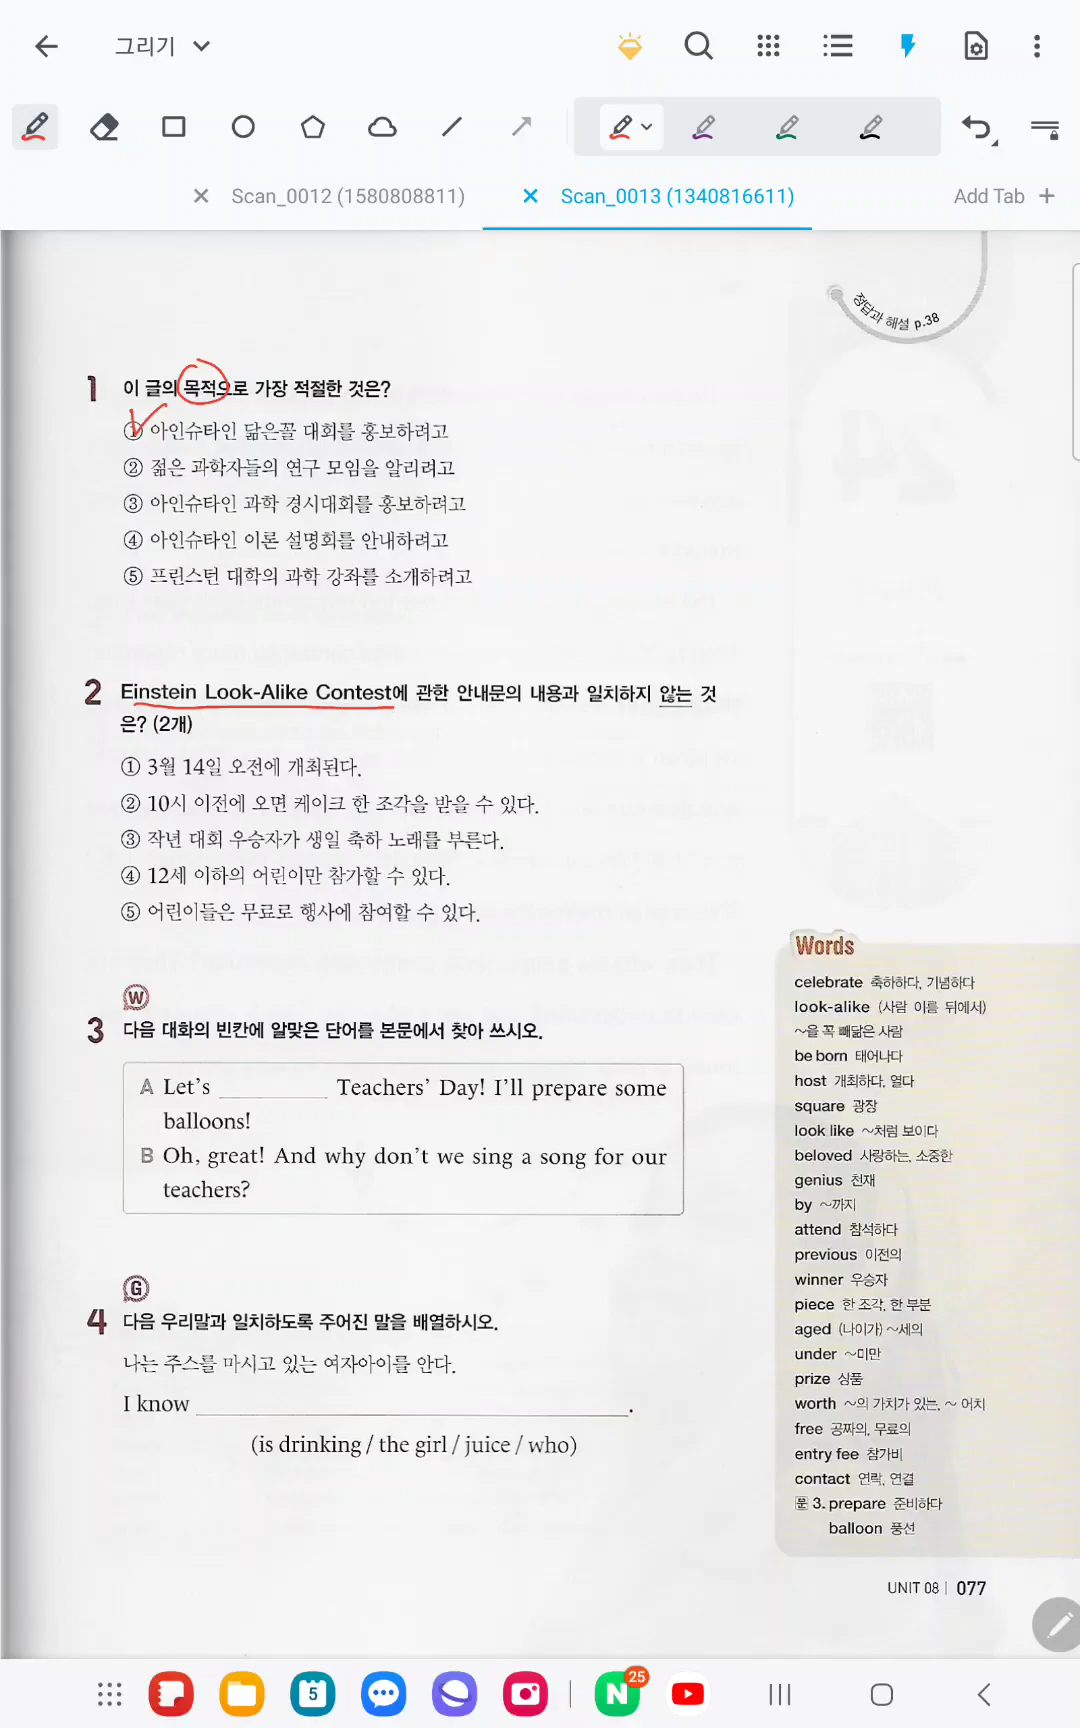 그리기
Scan_0012 (1580808811)
Scan_0013 (1340816611)
Add Tab
정답과 해설 p.38
1 이 글의 목적으로 가장 적절한 것은?
① 아인슈타인 닮은꼴 대회를 홍보하려고
② 젊은 과학자들의 연구 모임을 알리려고
③ 아인슈타인 과학 경시대회를 홍보하려고
④ 아인슈타인 이론 설명회를 안내하려고
⑤ 프린스턴 대학의 과학 강좌를 소개하려고
2 Einstein Look-Alike Contest에 관한 안내문의 내용과 일치하지 않는 것
은? (2개)
① 3월 14일 오전에 개최된다.
② 10시 이전에 오면 케이크 한 조각을 받을 수 있다.
③ 작년 대회 우승자가 생일 축하 노래를 부른다.
④ 12세 이하의 어린이만 참가할 수 있다.
⑤ 어린이들은 무료로 행사에 참여할 수 있다.
W
3 다음 대화의 빈칸에 알맞은 단어를 본문에서 찾아 쓰시오.
A Let's __________ Teachers' Day! I'll prepare some
balloons!
B Oh, great! And why don't we sing a song for our
teachers?
G
4 다음 우리말과 일치하도록 주어진 말을 배열하시오.
나는 주스를 마시고 있는 여자아이를 안다.
I know ________________________________________.
(is drinking / the girl / juice / who)
Words
celebrate 축하하다, 기념하다
look-alike (사람 이름 뒤에서)
~을 꼭 빼닮은 사람
be born 태어나다
host 개최하다, 열다
square 광장
look like ~처럼 보이다
beloved 사랑하는, 소중한
genius 천재
by ~까지
attend 참석하다
previous 이전의
winner 우승자
piece 한 조각, 한 부분
aged (나이가) ~세의
under ~미만
prize 상품
worth ~의 가치가 있는, ~ 어치
free 공짜의, 무료의
entry fee 참가비
contact 연락, 연결
문 3. prepare 준비하다
balloon 풍선
UNIT 08 | 077
5
N
25